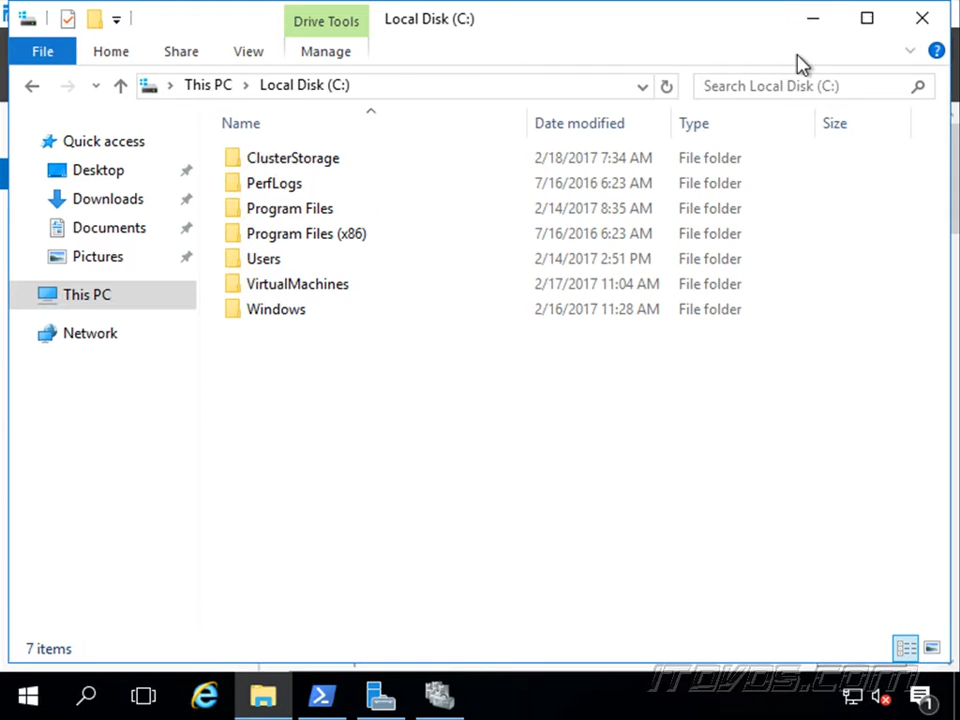 Drive Tools Local Disk (C:)
File Home Share View Manage
This PC Local Disk (C:) Search Local Disk (C:)
Name Date modified Type Size
Quick access
Desktop
Downloads
Documents
Pictures
This PC
Network
ClusterStorage 2/18/2017 7:34 AM File folder
PerfLogs 7/16/2016 6:23 AM File folder
Program Files 2/14/2017 8:35 AM File folder
Program Files (x86) 7/16/2016 6:23 AM File folder
Users 2/14/2017 2:51 PM File folder
VirtualMachines 2/17/2017 11:04 AM File folder
Windows 2/16/2017 11:28 AM File folder
7 items
ITDVDS.COM
1